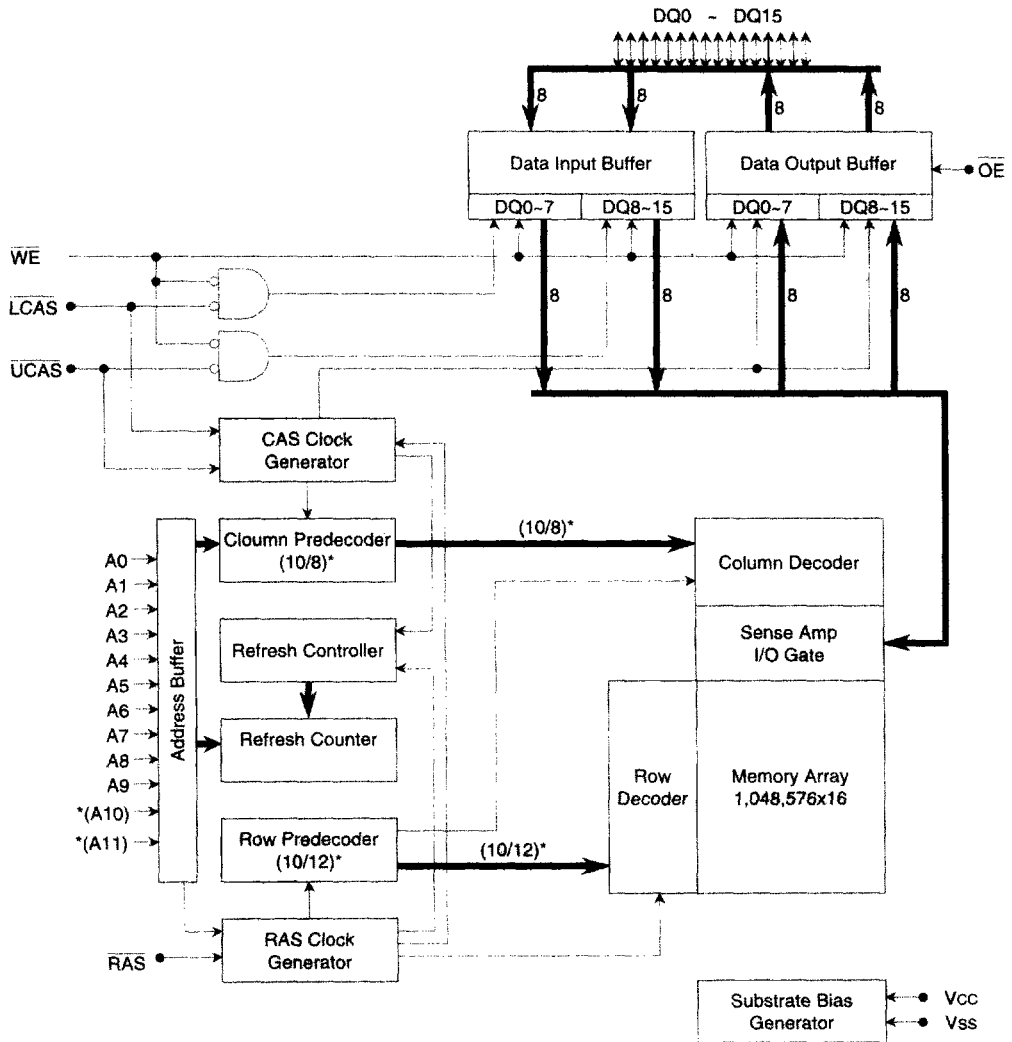 DQ0 ~ DQ15
8
8
8
8
Data Input Buffer
Data Output Buffer
OE
DQ0~7
DQ8~15
DQ0~7
DQ8~15
WE
LCAS
8
8
8
8
UCAS
CAS Clock
Generator
Cloumn Predecoder
(10/8)*
(10/8)*
Column Decoder
A0
A1
A2
A3
A4
A5
A6
A7
A8
A9
*(A10)
*(A11)
Address Buffer
Refresh Controller
Sense Amp
I/O Gate
Refresh Counter
Row
Decoder
Memory Array
1,048,576x16
Row Predecoder
(10/12)*
(10/12)*
RAS
RAS Clock
Generator
Substrate Bias
Generator
Vcc
Vss